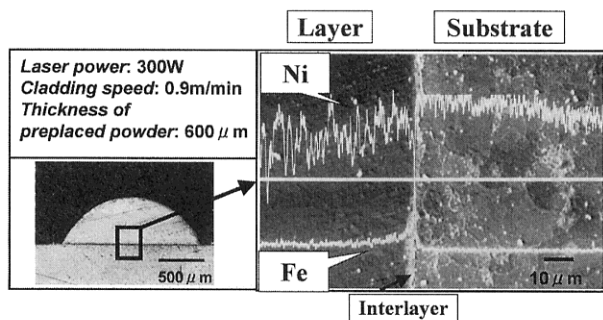 Layer
Substrate
Laser power: 300W
Cladding speed: 0.9m/min
Thickness of
preplaced powder: 600 μm
Ni
500 μm
Fe
10 μm
Interlayer